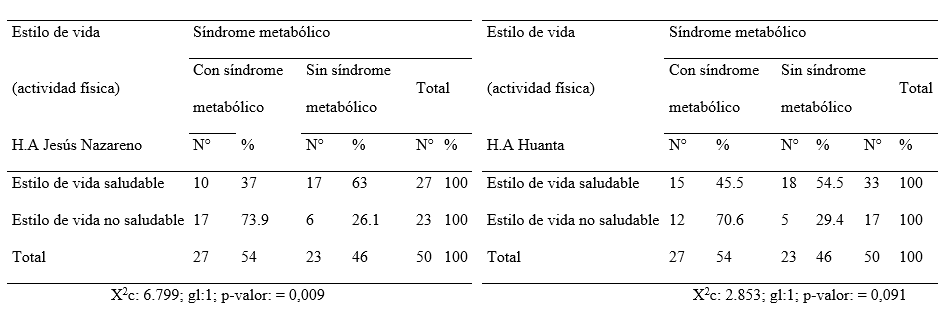 Estilo de vida Síndrome metabólico
(actividad física) Con síndrome metabólico Sin síndrome metabólico Total
H.A Jesús Nazareno N° % N° % N° %
Estilo de vida saludable 10 37 17 63 27 100
Estilo de vida no saludable 17 73.9 6 26.1 23 100
Total 27 54 23 46 50 100
X²c: 6.799; gl:1; p-valor: = 0,009
Estilo de vida Síndrome metabólico
(actividad física) Con síndrome metabólico Sin síndrome metabólico Total
H.A Huanta N° % N° % N° %
Estilo de vida saludable 15 45.5 18 54.5 33 100
Estilo de vida no saludable 12 70.6 5 29.4 17 100
Total 27 54 23 46 50 100
X²c: 2.853; gl:1; p-valor: = 0,091